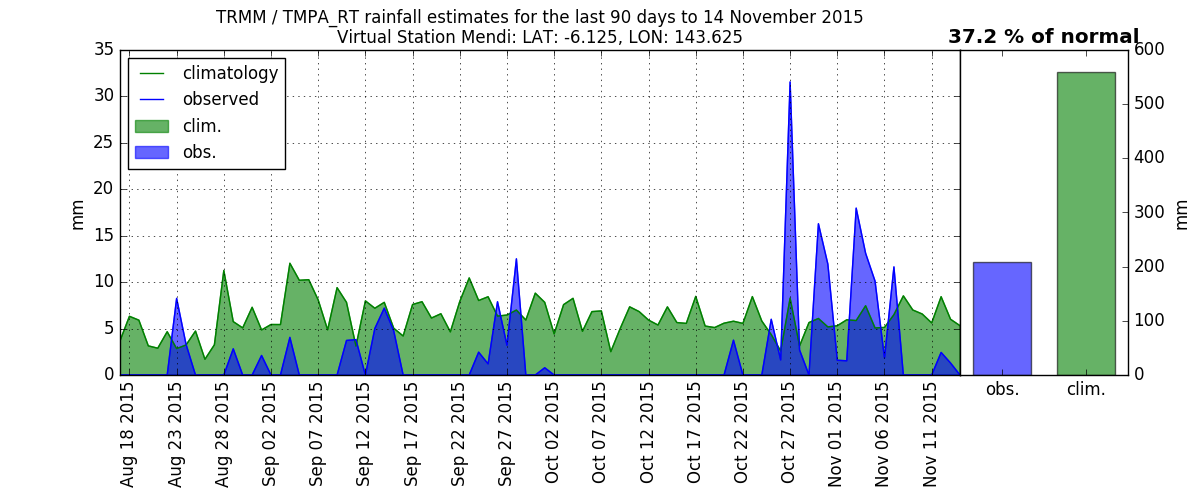 TRMM / TMPA_RT rainfall estimates for the last 90 days to 14 November 2015
Virtual Station Mendi: LAT: -6.125, LON: 143.625
37.2 % of normal
climatology
observed
clim.
obs.
mm
35
30
25
20
15
10
5
0
Aug 18 2015
Aug 23 2015
Aug 28 2015
Sep 02 2015
Sep 07 2015
Sep 12 2015
Sep 17 2015
Sep 22 2015
Sep 27 2015
Oct 02 2015
Oct 07 2015
Oct 12 2015
Oct 17 2015
Oct 22 2015
Oct 27 2015
Nov 01 2015
Nov 06 2015
Nov 11 2015
obs.
clim.
600
500
400
300
200
100
0
mm